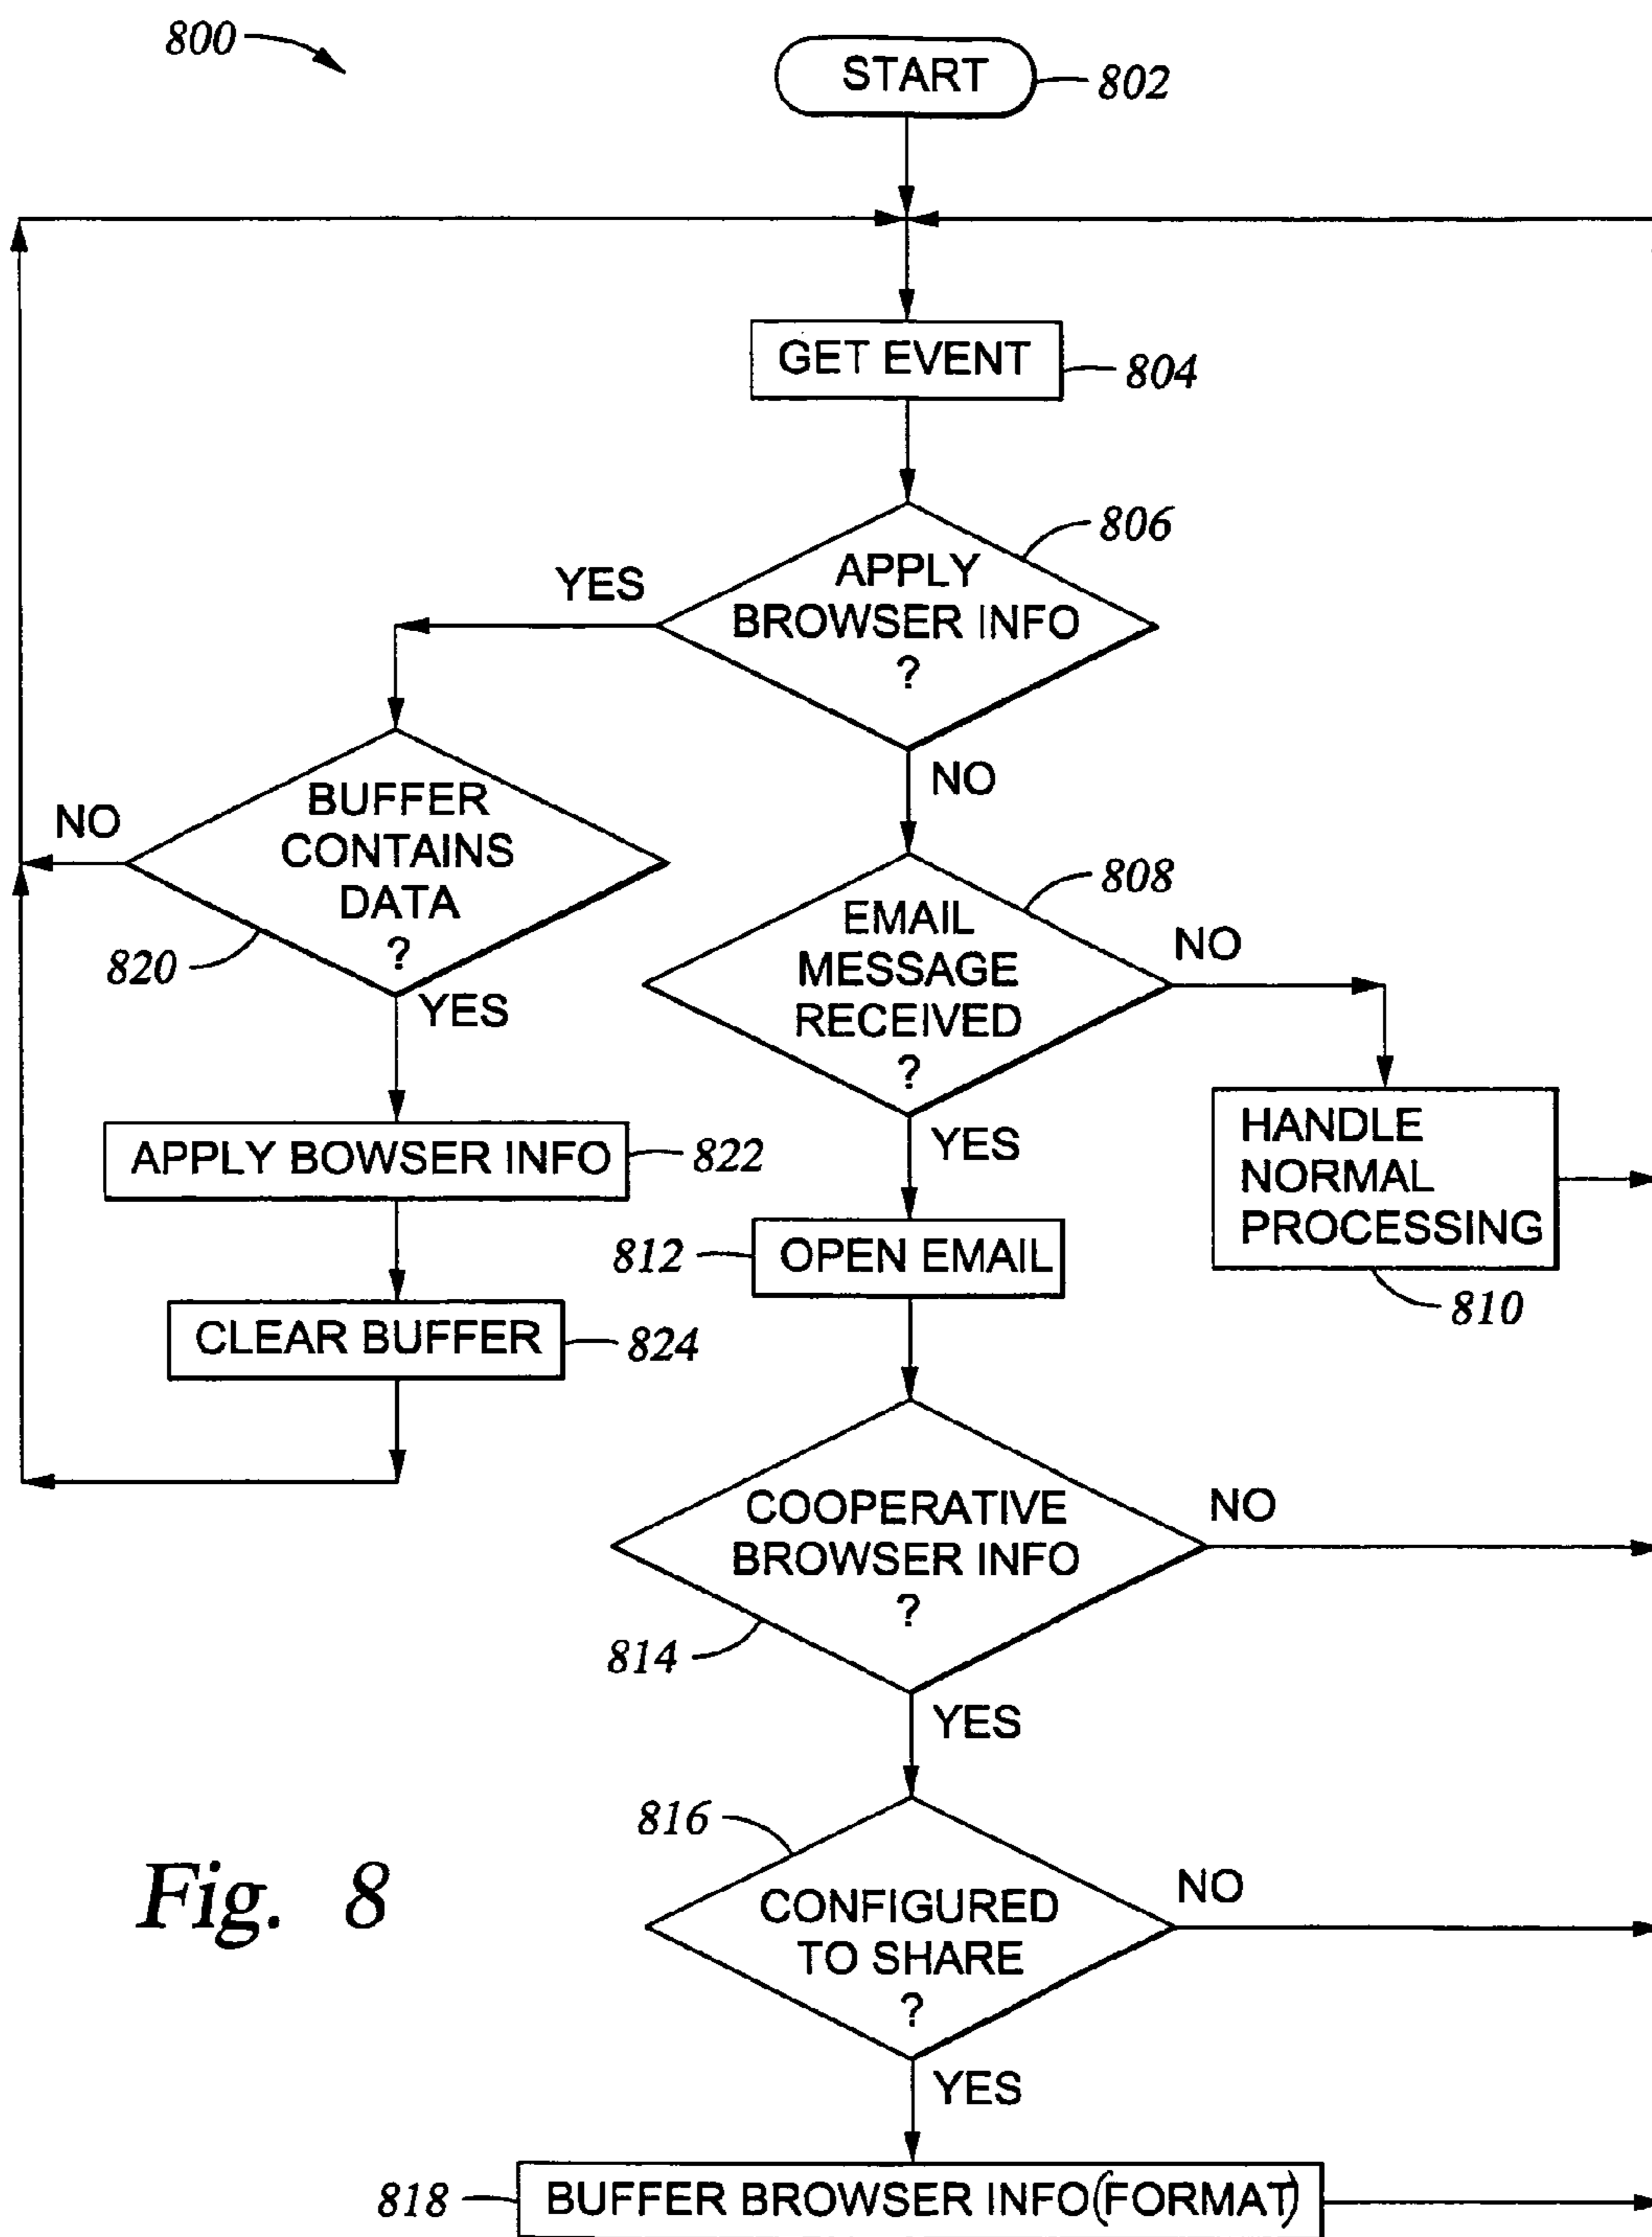 800
START
802
GET EVENT
804
806
APPLY
BROWSER INFO
?
YES
NO
BUFFER
CONTAINS
DATA
?
NO
820
YES
808
EMAIL
MESSAGE
RECEIVED
?
NO
YES
APPLY BOWSER INFO
822
HANDLE
NORMAL
PROCESSING
810
812
OPEN EMAIL
CLEAR BUFFER
824
COOPERATIVE
BROWSER INFO
?
NO
814
YES
816
CONFIGURED
TO SHARE
?
NO
YES
Fig. 8
818
BUFFER BROWSER INFO(FORMAT)